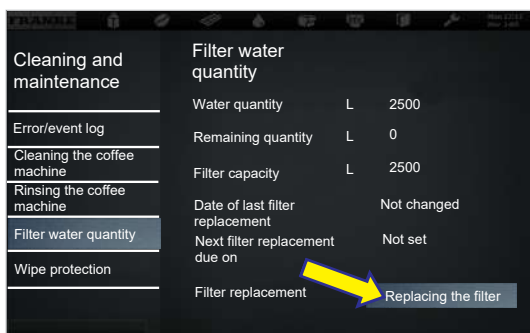 FRANKE
Cleaning and
maintenance
Error/event log
Cleaning the coffee
machine
Rinsing the coffee
machine
Filter water quantity
Wipe protection
Filter water
quantity
Water quantity L 2500
Remaining quantity L 0
Filter capacity L 2500
Date of last filter Not changed
replacement
Next filter replacement Not set
due on
Filter replacement Replacing the filter